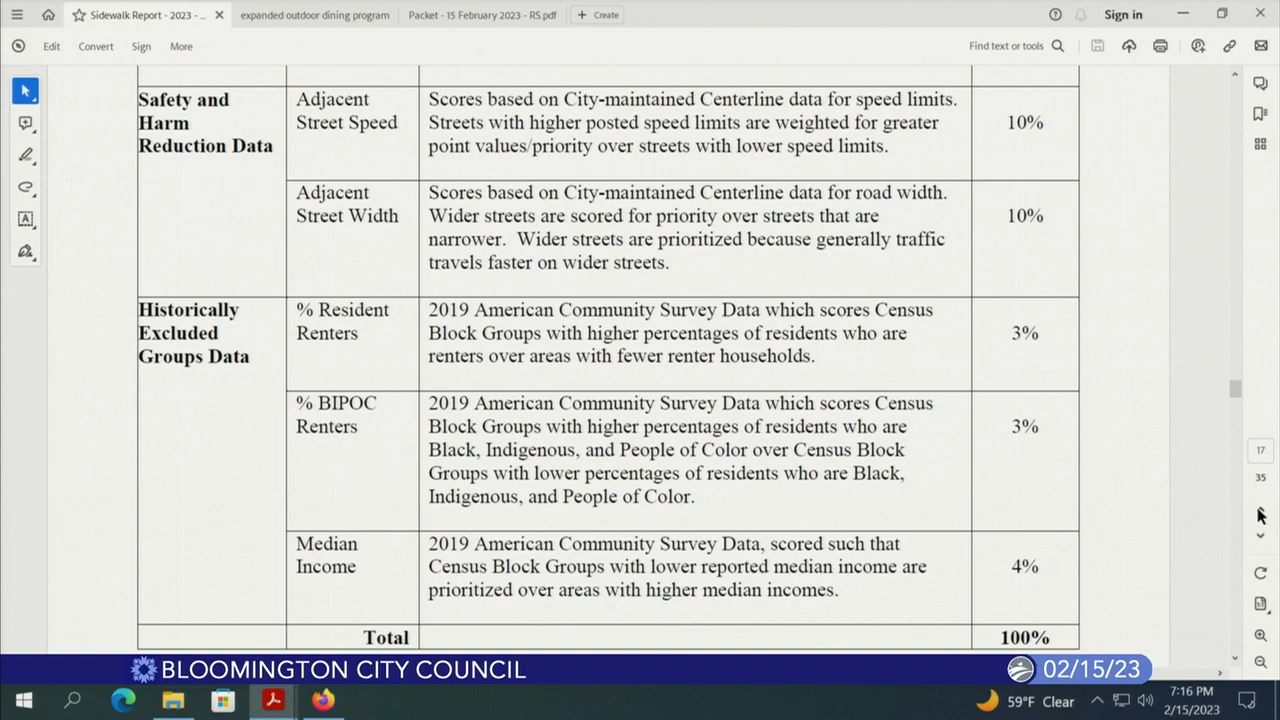 Sidewalk Report - 2023 - ...
expanded outdoor dining program
Packet - 15 February 2023 - RS.pdf
Create
Sign in
Edit
Convert
Sign
More
Find text or tools
Safety and
Harm
Reduction Data
Adjacent
Street Speed
Scores based on City-maintained Centerline data for speed limits.
Streets with higher posted speed limits are weighted for greater
point values/priority over streets with lower speed limits.
10%
Adjacent
Street Width
Scores based on City-maintained Centerline data for road width.
Wider streets are scored for priority over streets that are
narrower. Wider streets are prioritized because generally traffic
travels faster on wider streets.
10%
Historically
Excluded
Groups Data
% Resident
Renters
2019 American Community Survey Data which scores Census
Block Groups with higher percentages of residents who are
renters over areas with fewer renter households.
3%
% BIPOC
Renters
2019 American Community Survey Data which scores Census
Block Groups with higher percentages of residents who are
Black, Indigenous, and People of Color over Census Block
Groups with lower percentages of residents who are Black,
Indigenous, and People of Color.
3%
Median
Income
2019 American Community Survey Data, scored such that
Census Block Groups with lower reported median income are
prioritized over areas with higher median incomes.
4%
Total
100%
17
35
BLOOMINGTON CITY COUNCIL
02/15/23
59°F Clear
7:16 PM
2/15/2023